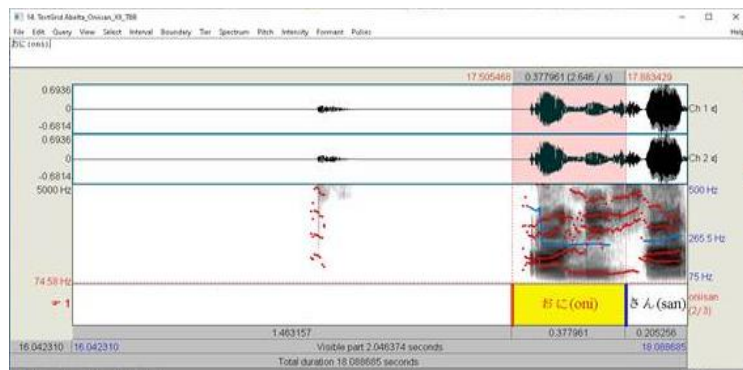 14. TextGrid Abelta_Oniisan_XII_TBB
File Edit Query View Select Interval Boundary Tier Spectrum Pitch Intensity Formant Pulses
Help
おに(oni)
17.505468 0.377961 (2.646 / s) 17.883429
0.6936
0
-0.6814
Ch 1
0.6936
0
-0.6814
Ch 2
5000 Hz 500 Hz
265.5 Hz
74.58 Hz 75 Hz
1 おに(oni) さん(san) oniisan
(2/3)
1.463157 0.377961 0.205256
16.042310 16.042310 Visible part 2.046374 seconds 18.088685
Total duration 18.088685 seconds